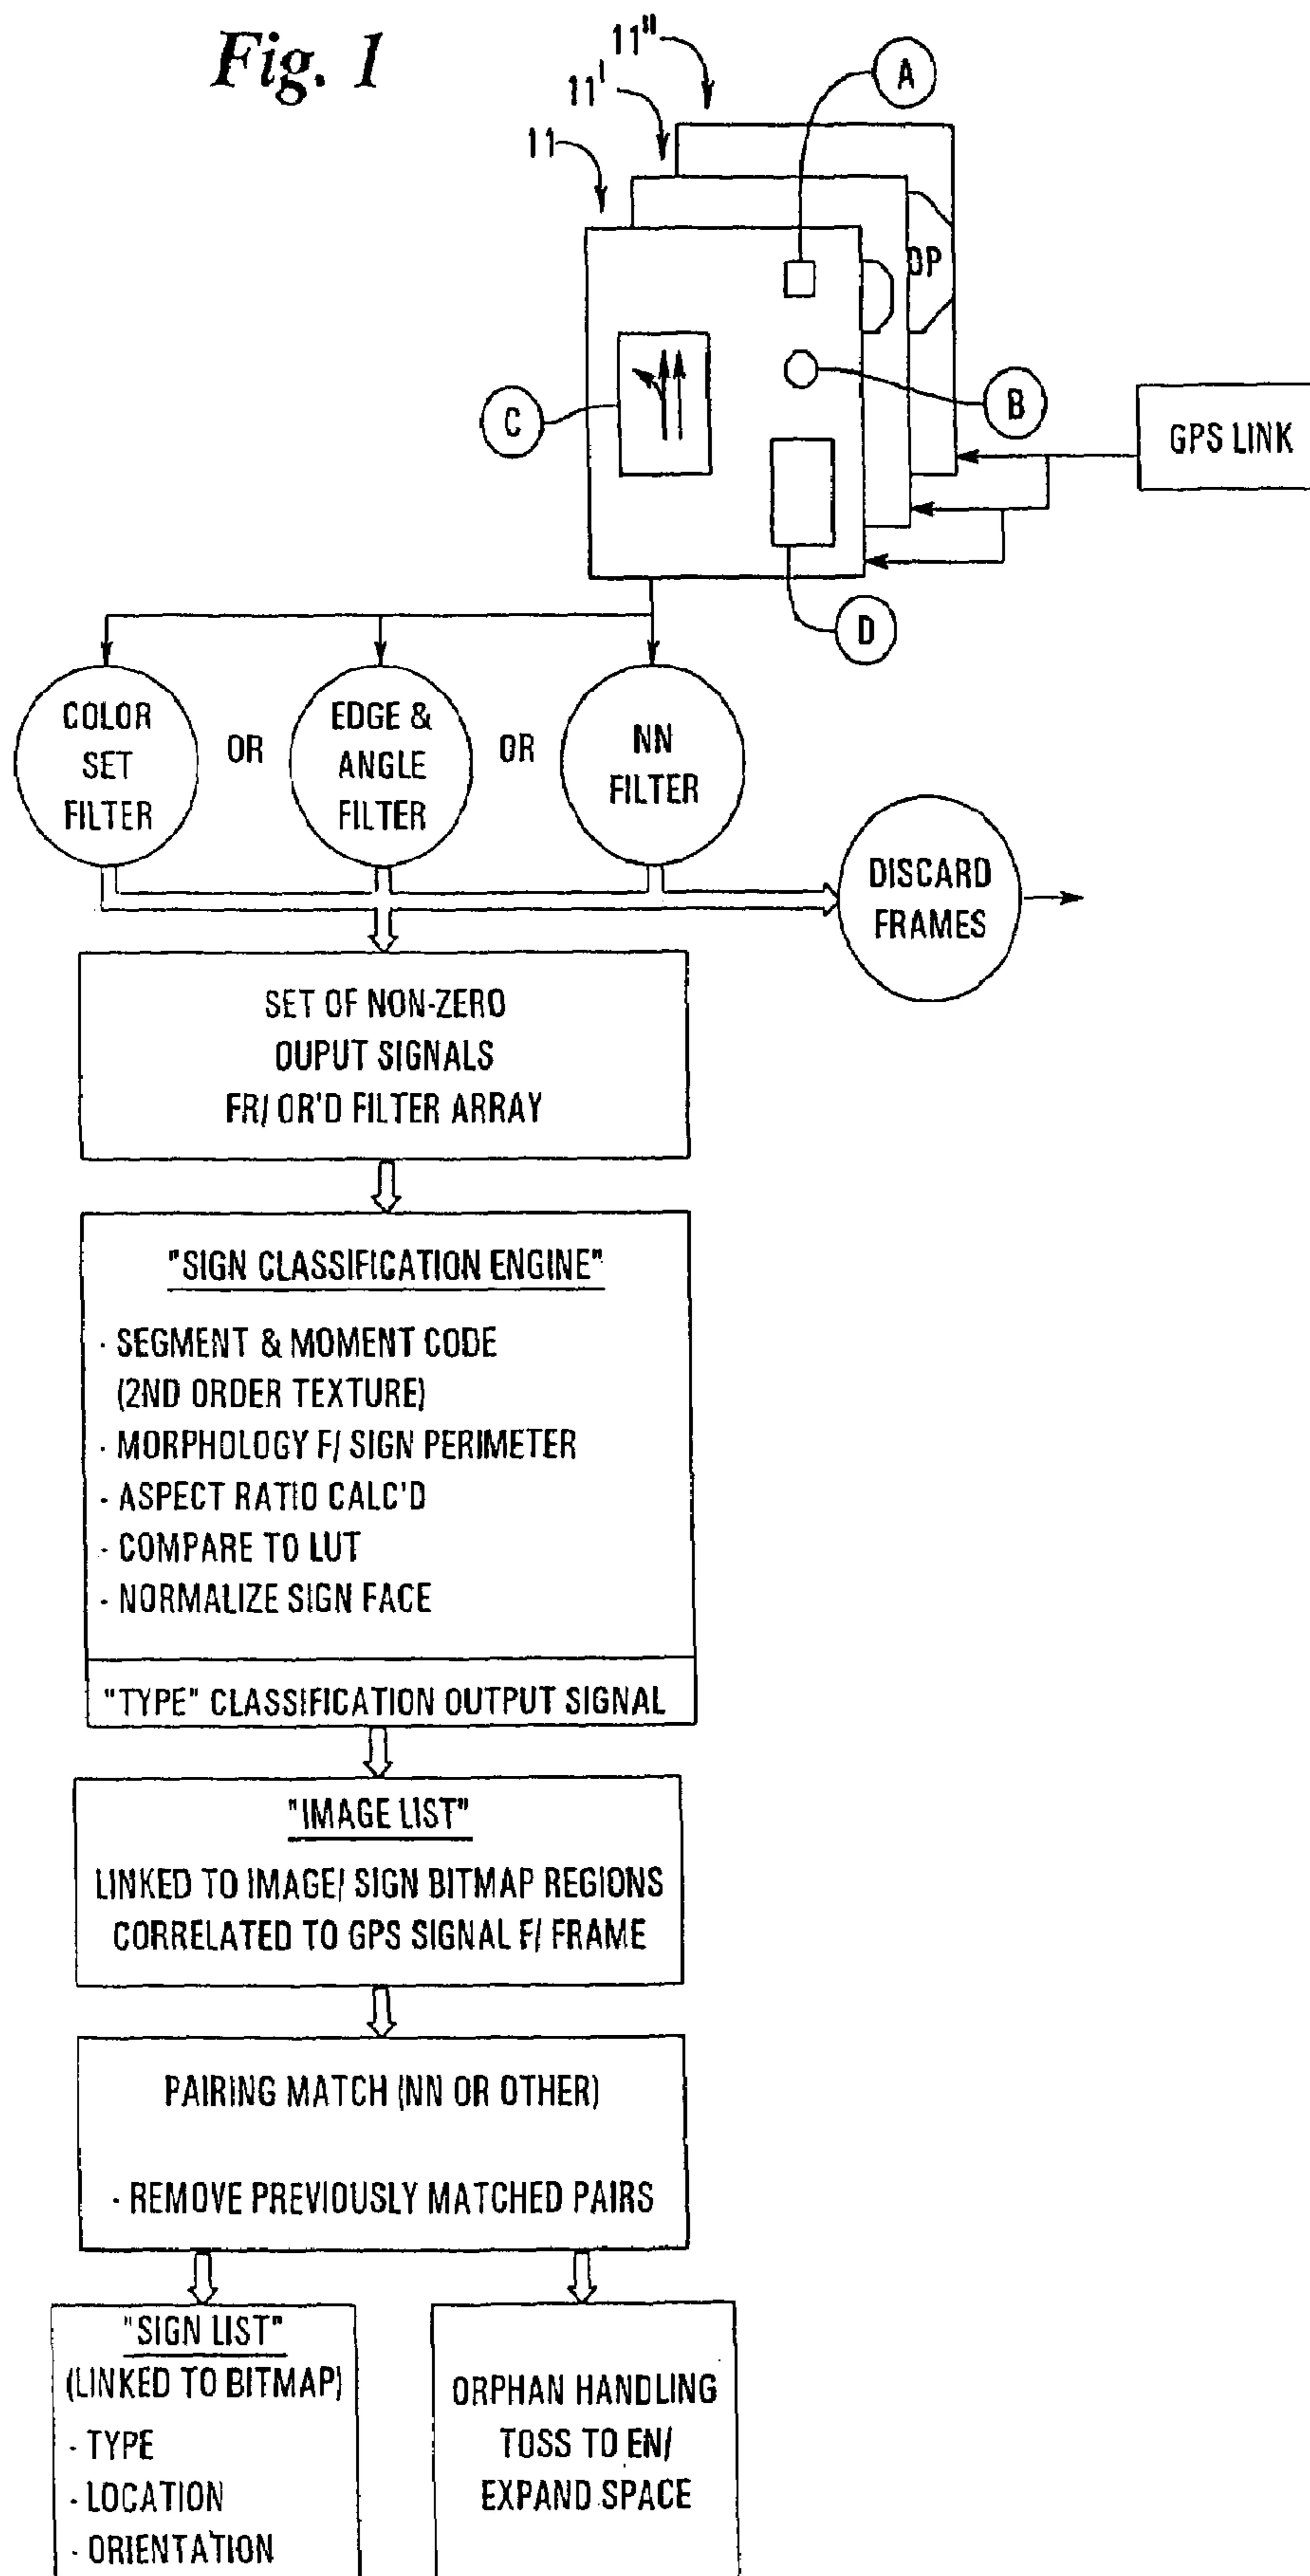 Fig. 1
11"
11'
11
A
OP
B
C
GPS LINK
D
COLOR
SET
FILTER
OR
EDGE &
ANGLE
FILTER
OR
NN
FILTER
DISCARD
FRAMES
SET OF NON-ZERO
OUPUT SIGNALS
FR/ OR'D FILTER ARRAY
"SIGN CLASSIFICATION ENGINE"
· SEGMENT & MOMENT CODE
(2ND ORDER TEXTURE)
· MORPHOLOGY F/ SIGN PERIMETER
- ASPECT RATIO CALC'D
- COMPARE TO LUT
- NORMALIZE SIGN FACE
"TYPE" CLASSIFICATION OUTPUT SIGNAL
"IMAGE LIST"
LINKED TO IMAGE/ SIGN BITMAP REGIONS
CORRELATED TO GPS SIGNAL F/ FRAME
PAIRING MATCH (NN OR OTHER)
· REMOVE PREVIOUSLY MATCHED PAIRS
"SIGN LIST"
(LINKED TO BITMAP)
- TYPE
- LOCATION
- ORIENTATION
ORPHAN HANDLING
TOSS TO EN/
EXPAND SPACE